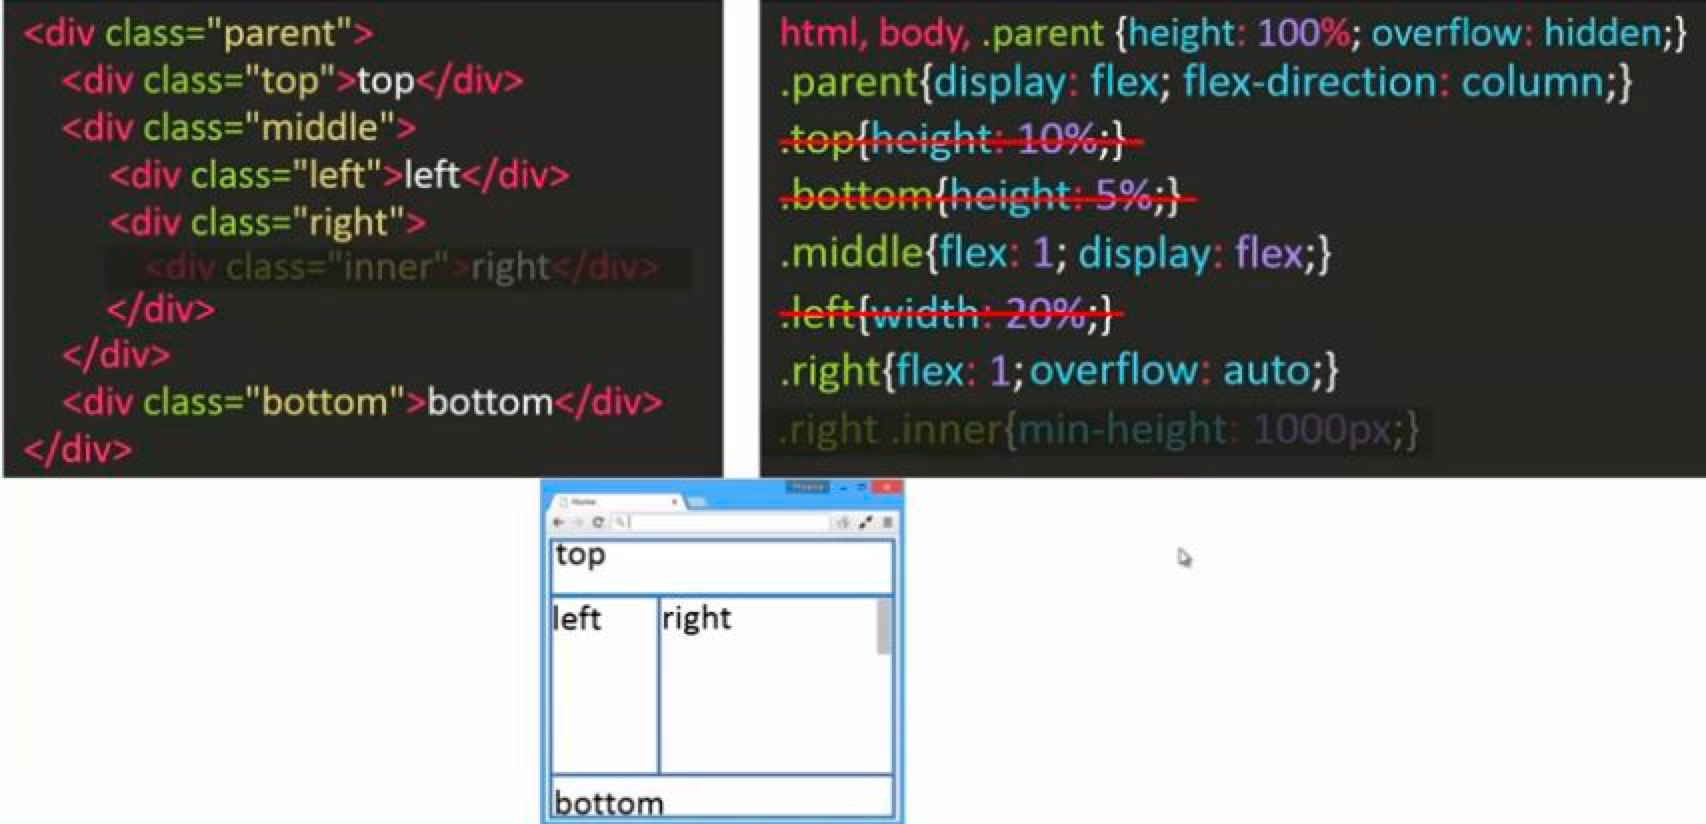 <div class="parent">
<div class="top">top</div>
<div class="middle">
<div class="left">left</div>
<div class="right">
<div class="inner">right</div>
</div>
</div>
<div class="bottom">bottom</div>
</div>
html, body, .parent {height: 100%; overflow: hidden;}
.parent{display: flex; flex-direction: column;}
.top{height: 10%;}
.bottom{height: 5%;}
.middle{flex: 1; display: flex;}
.left{width: 20%;}
.right{flex: 1;overflow: auto;}
.right .inner{min-height: 1000px;}
Home
top
left
right
bottom